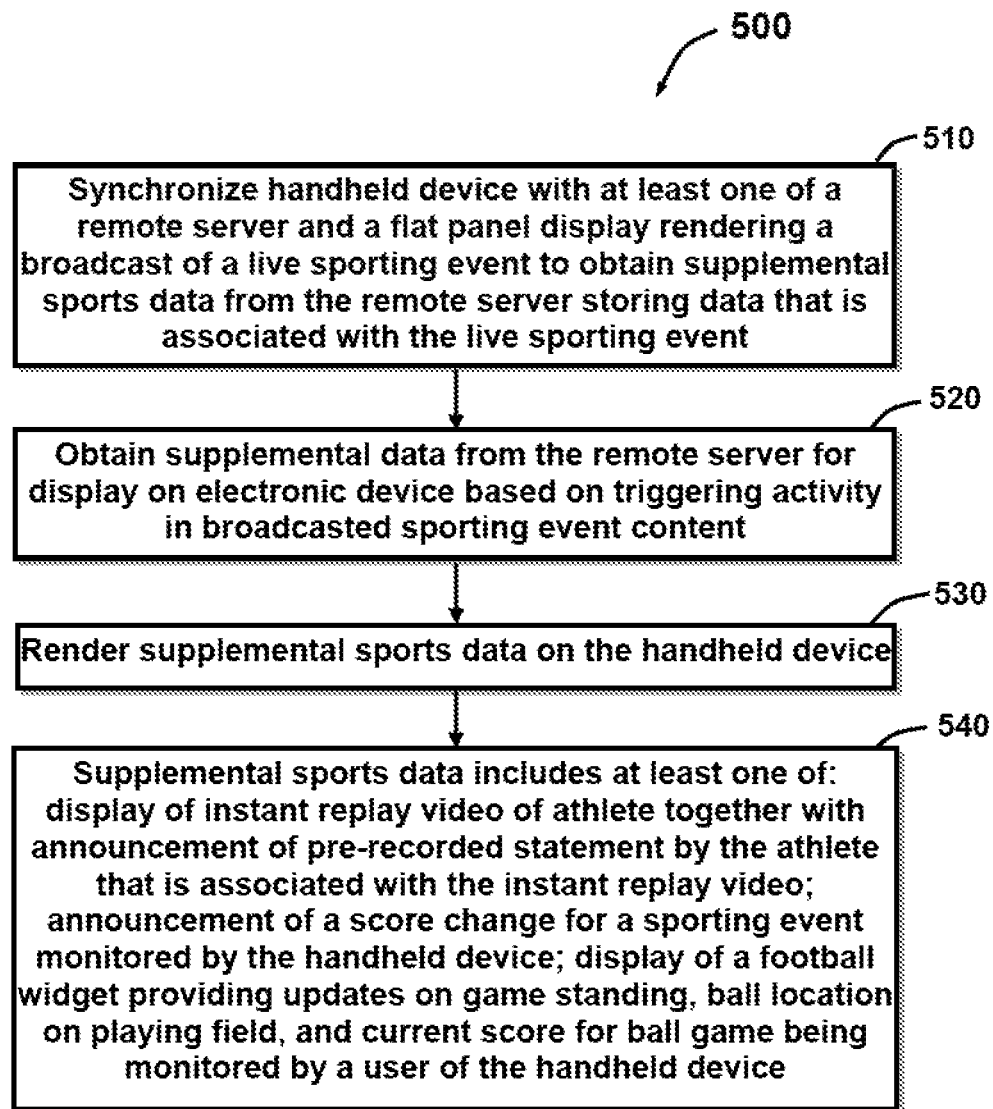 500
510
Synchronize handheld device with at least one of a
remote server and a flat panel display rendering a
broadcast of a live sporting event to obtain supplemental
sports data from the remote server storing data that is
associated with the live sporting event
520
Obtain supplemental data from the remote server for
display on electronic device based on triggering activity
in broadcasted sporting event content
530
Render supplemental sports data on the handheld device
540
Supplemental sports data includes at least one of:
display of instant replay video of athlete together with
announcement of pre-recorded statement by the athlete
that is associated with the instant replay video;
announcement of a score change for a sporting event
monitored by the handheld device; display of a football
widget providing updates on game standing, ball location
on playing field, and current score for ball game being
monitored by a user of the handheld device